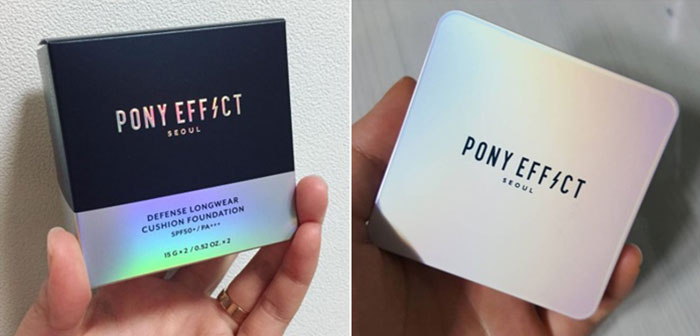 PONY EFFECT
SEOUL
DEFENSE LONGWEAR
CUSHION FOUNDATION
SPF50+/PA+++
15 G × 2 / 0.52 OZ. × 2
PONY EFFECT
SEOUL